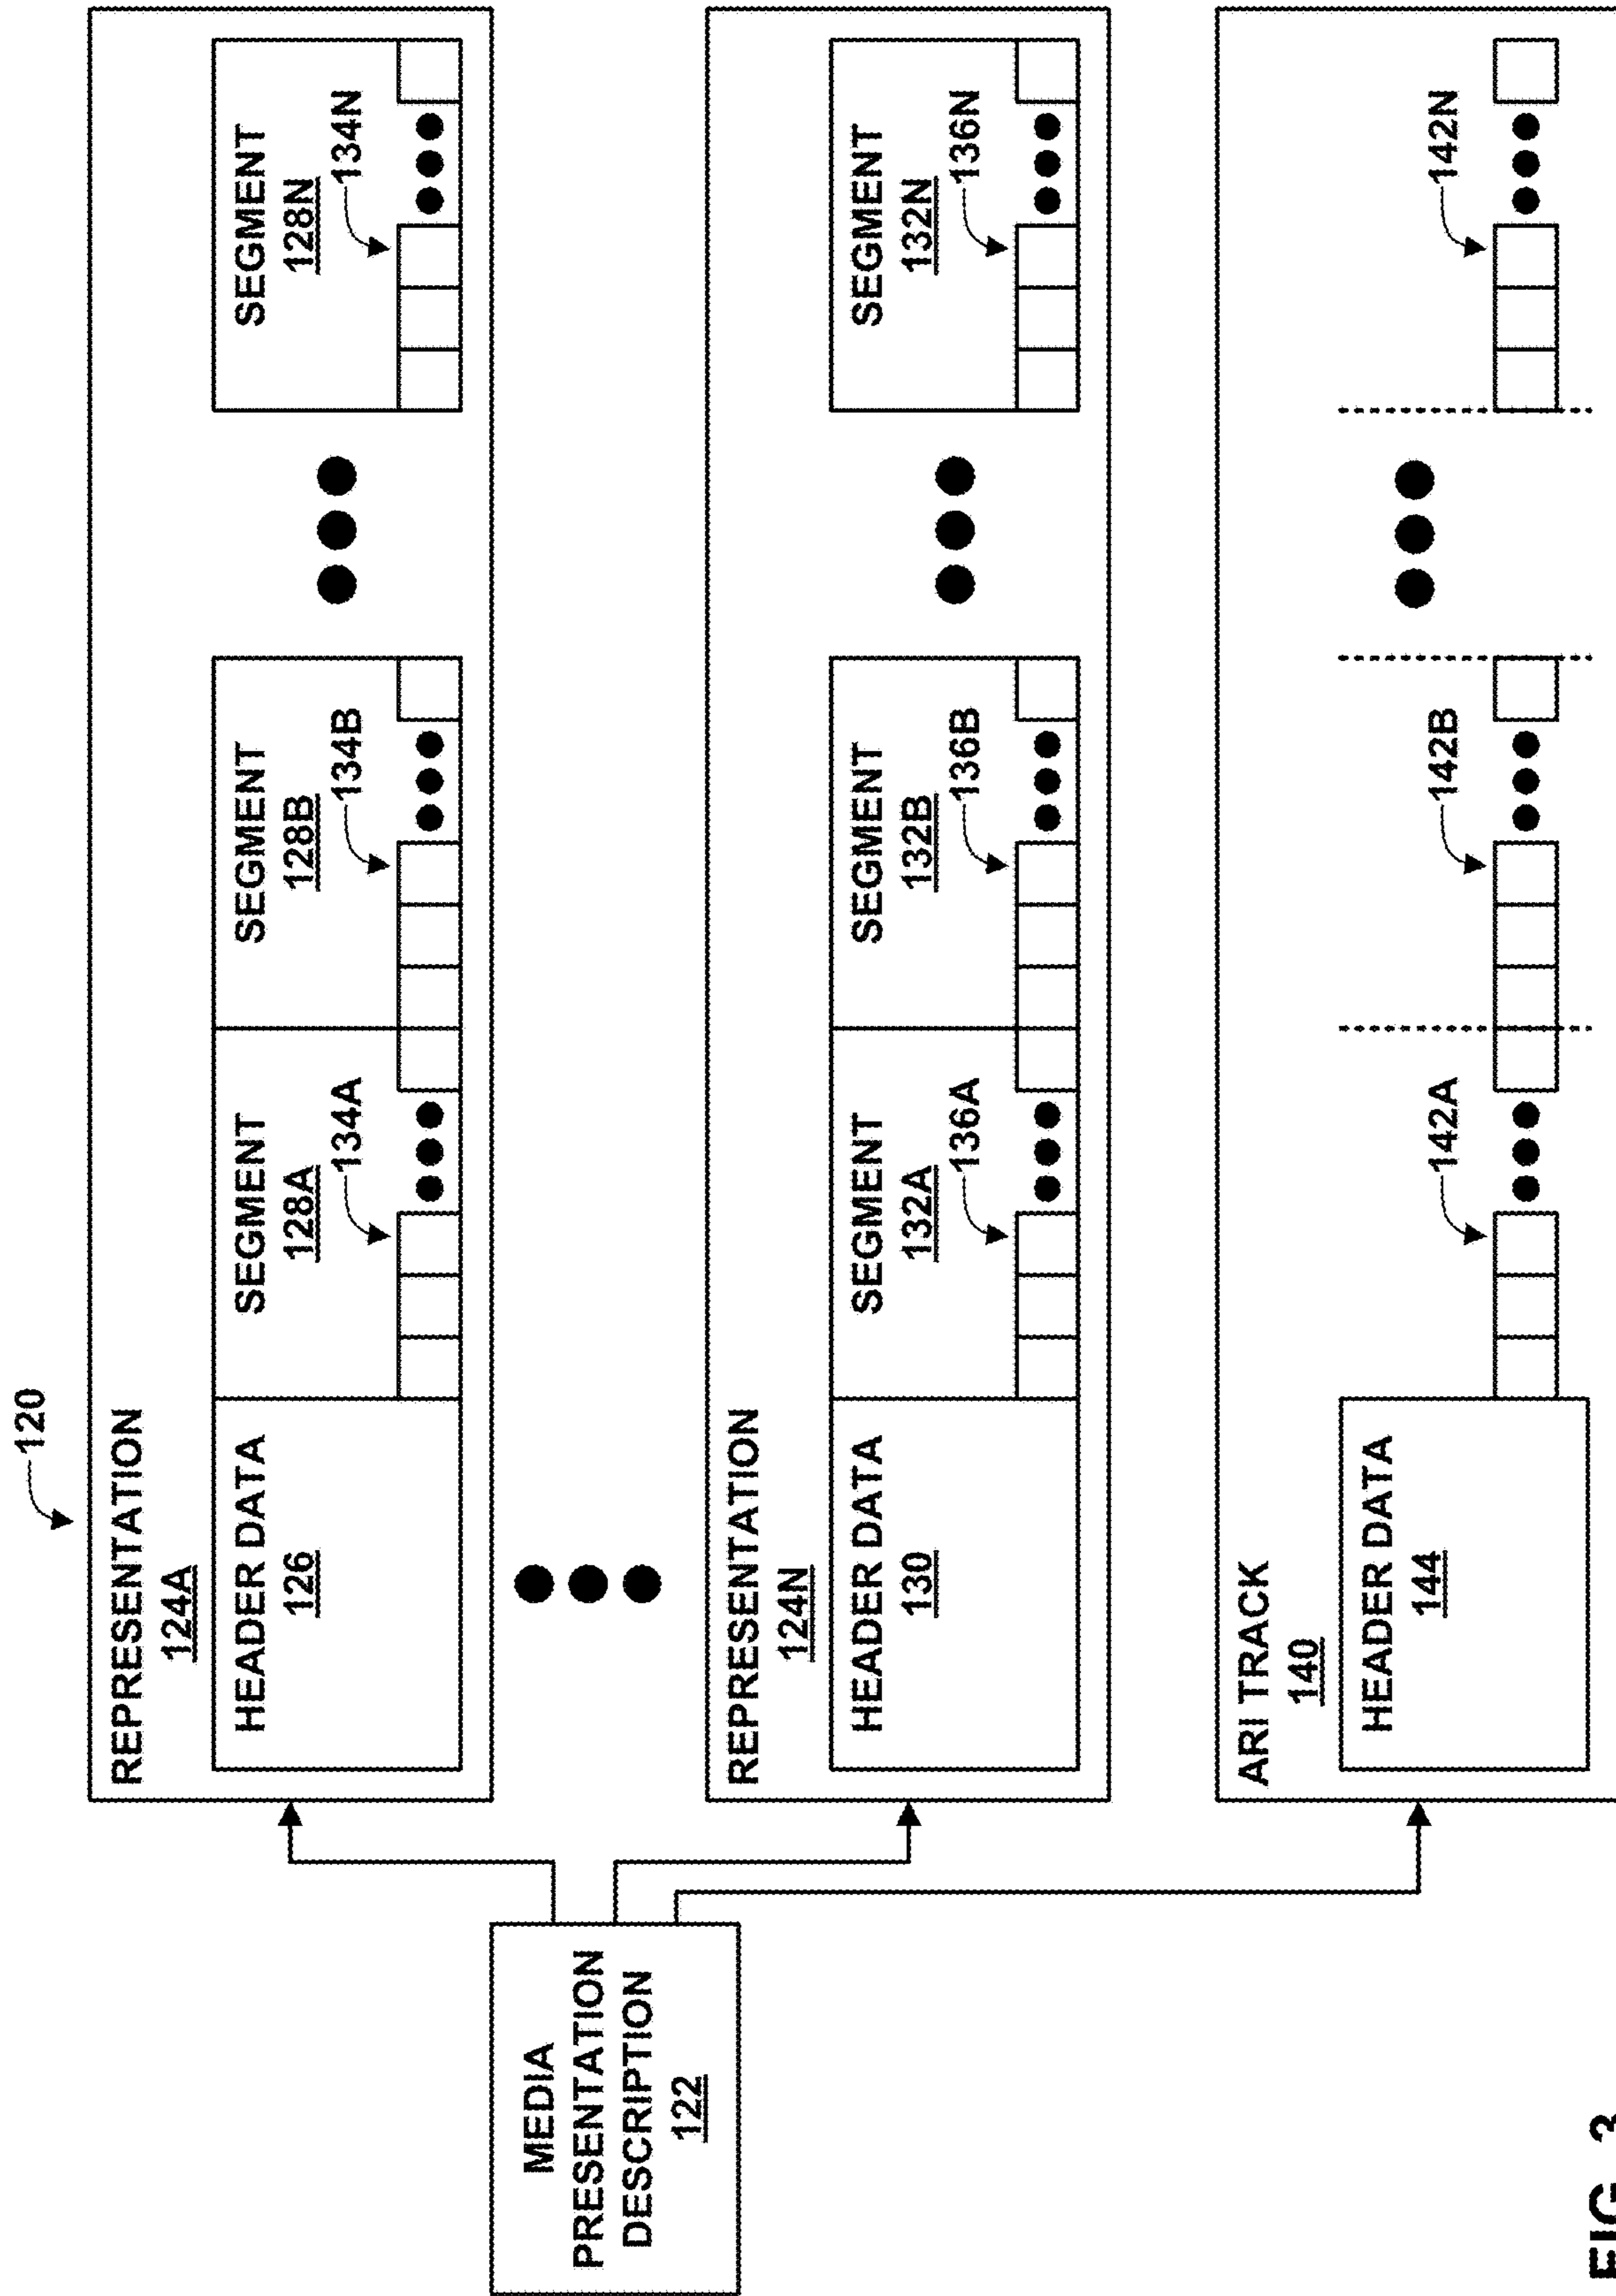 120
REPRESENTATION
124A
HEADER DATA
126
SEGMENT
128A
134A
SEGMENT
128B
134B
SEGMENT
128N
134N
MEDIA
PRESENTATION
DESCRIPTION
122
REPRESENTATION
124N
HEADER DATA
130
SEGMENT
132A
136A
SEGMENT
132B
136B
SEGMENT
132N
136N
ARI TRACK
140
HEADER DATA
144
142A
142B
142N
FIG. 3